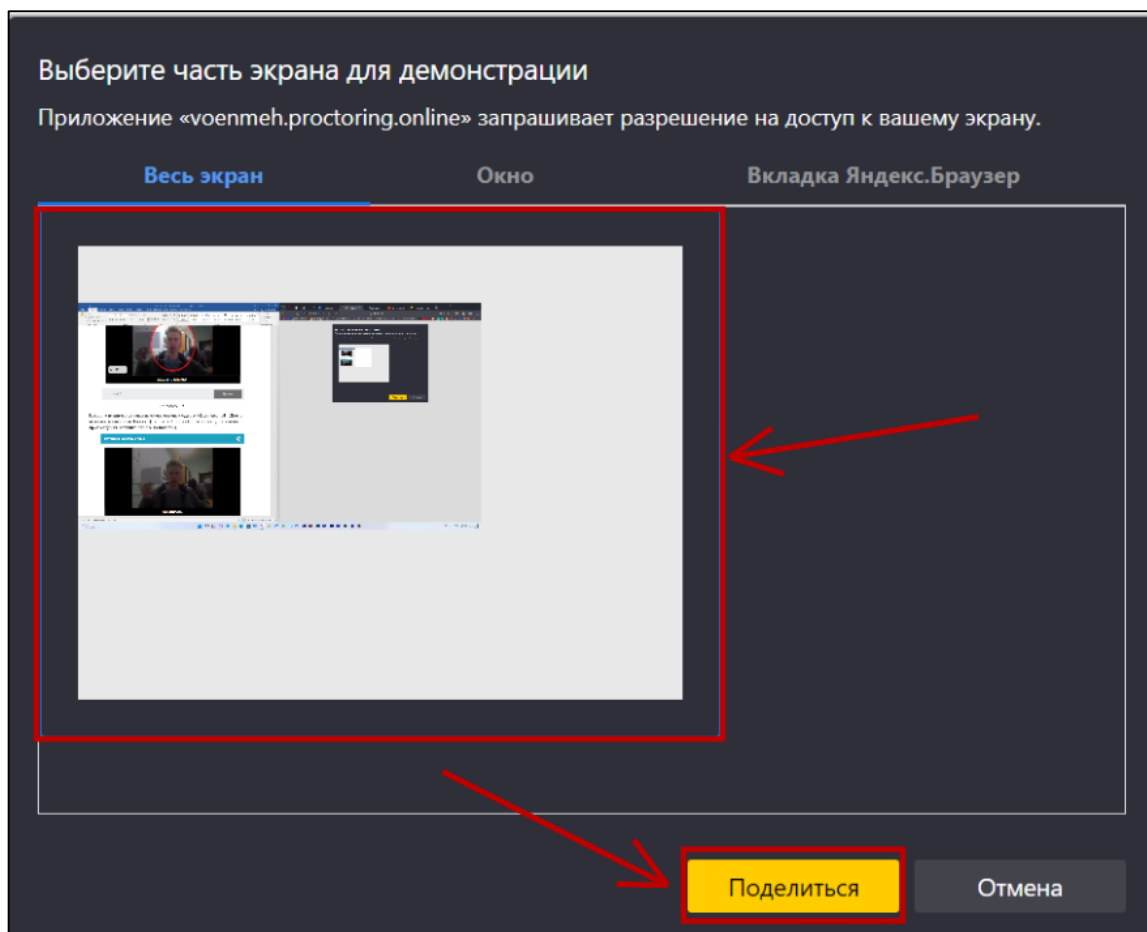 Выберите часть экрана для демонстрации
Приложение «voenmeh.proctoring.online» запрашивает разрешение на доступ к вашему экрану.
Весь экран Окно Вкладка Яндекс.Браузер
Поделиться Отмена